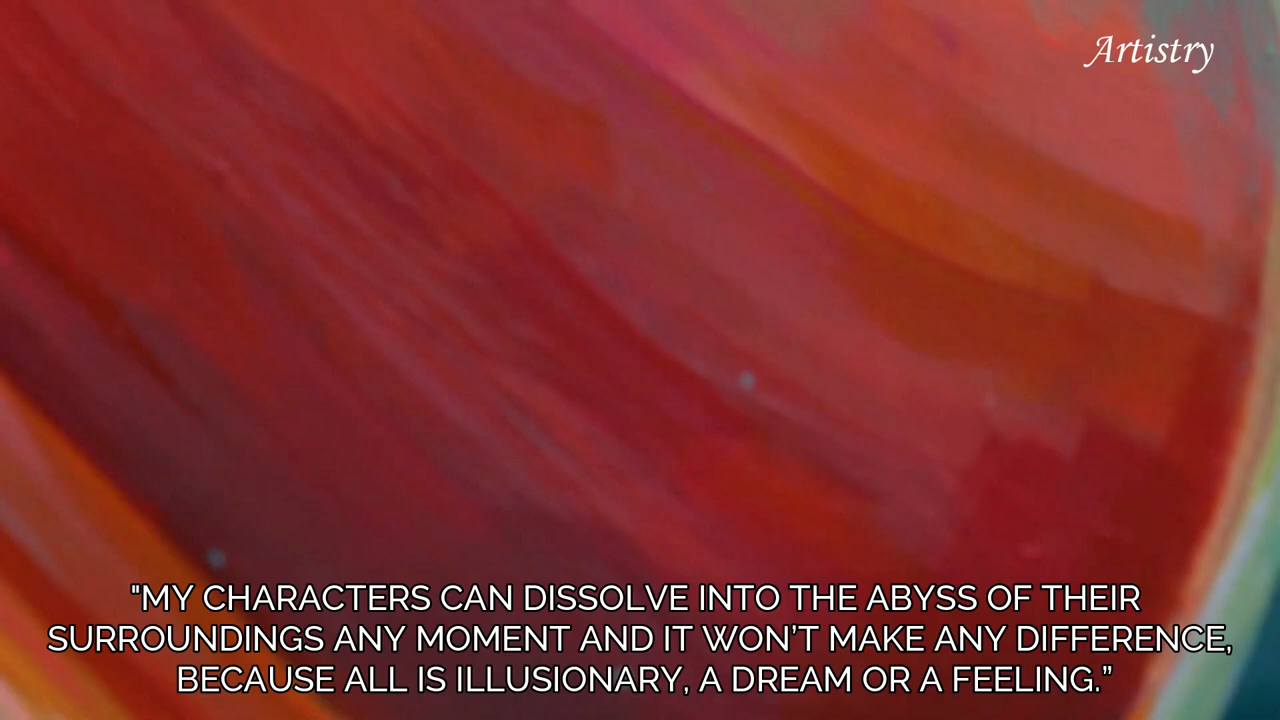 Artistry
"MY CHARACTERS CAN DISSOLVE INTO THE ABYSS OF THEIR
SURROUNDINGS ANY MOMENT AND IT WON’T MAKE ANY DIFFERENCE,
BECAUSE ALL IS ILLUSIONARY, A DREAM OR A FEELING.”